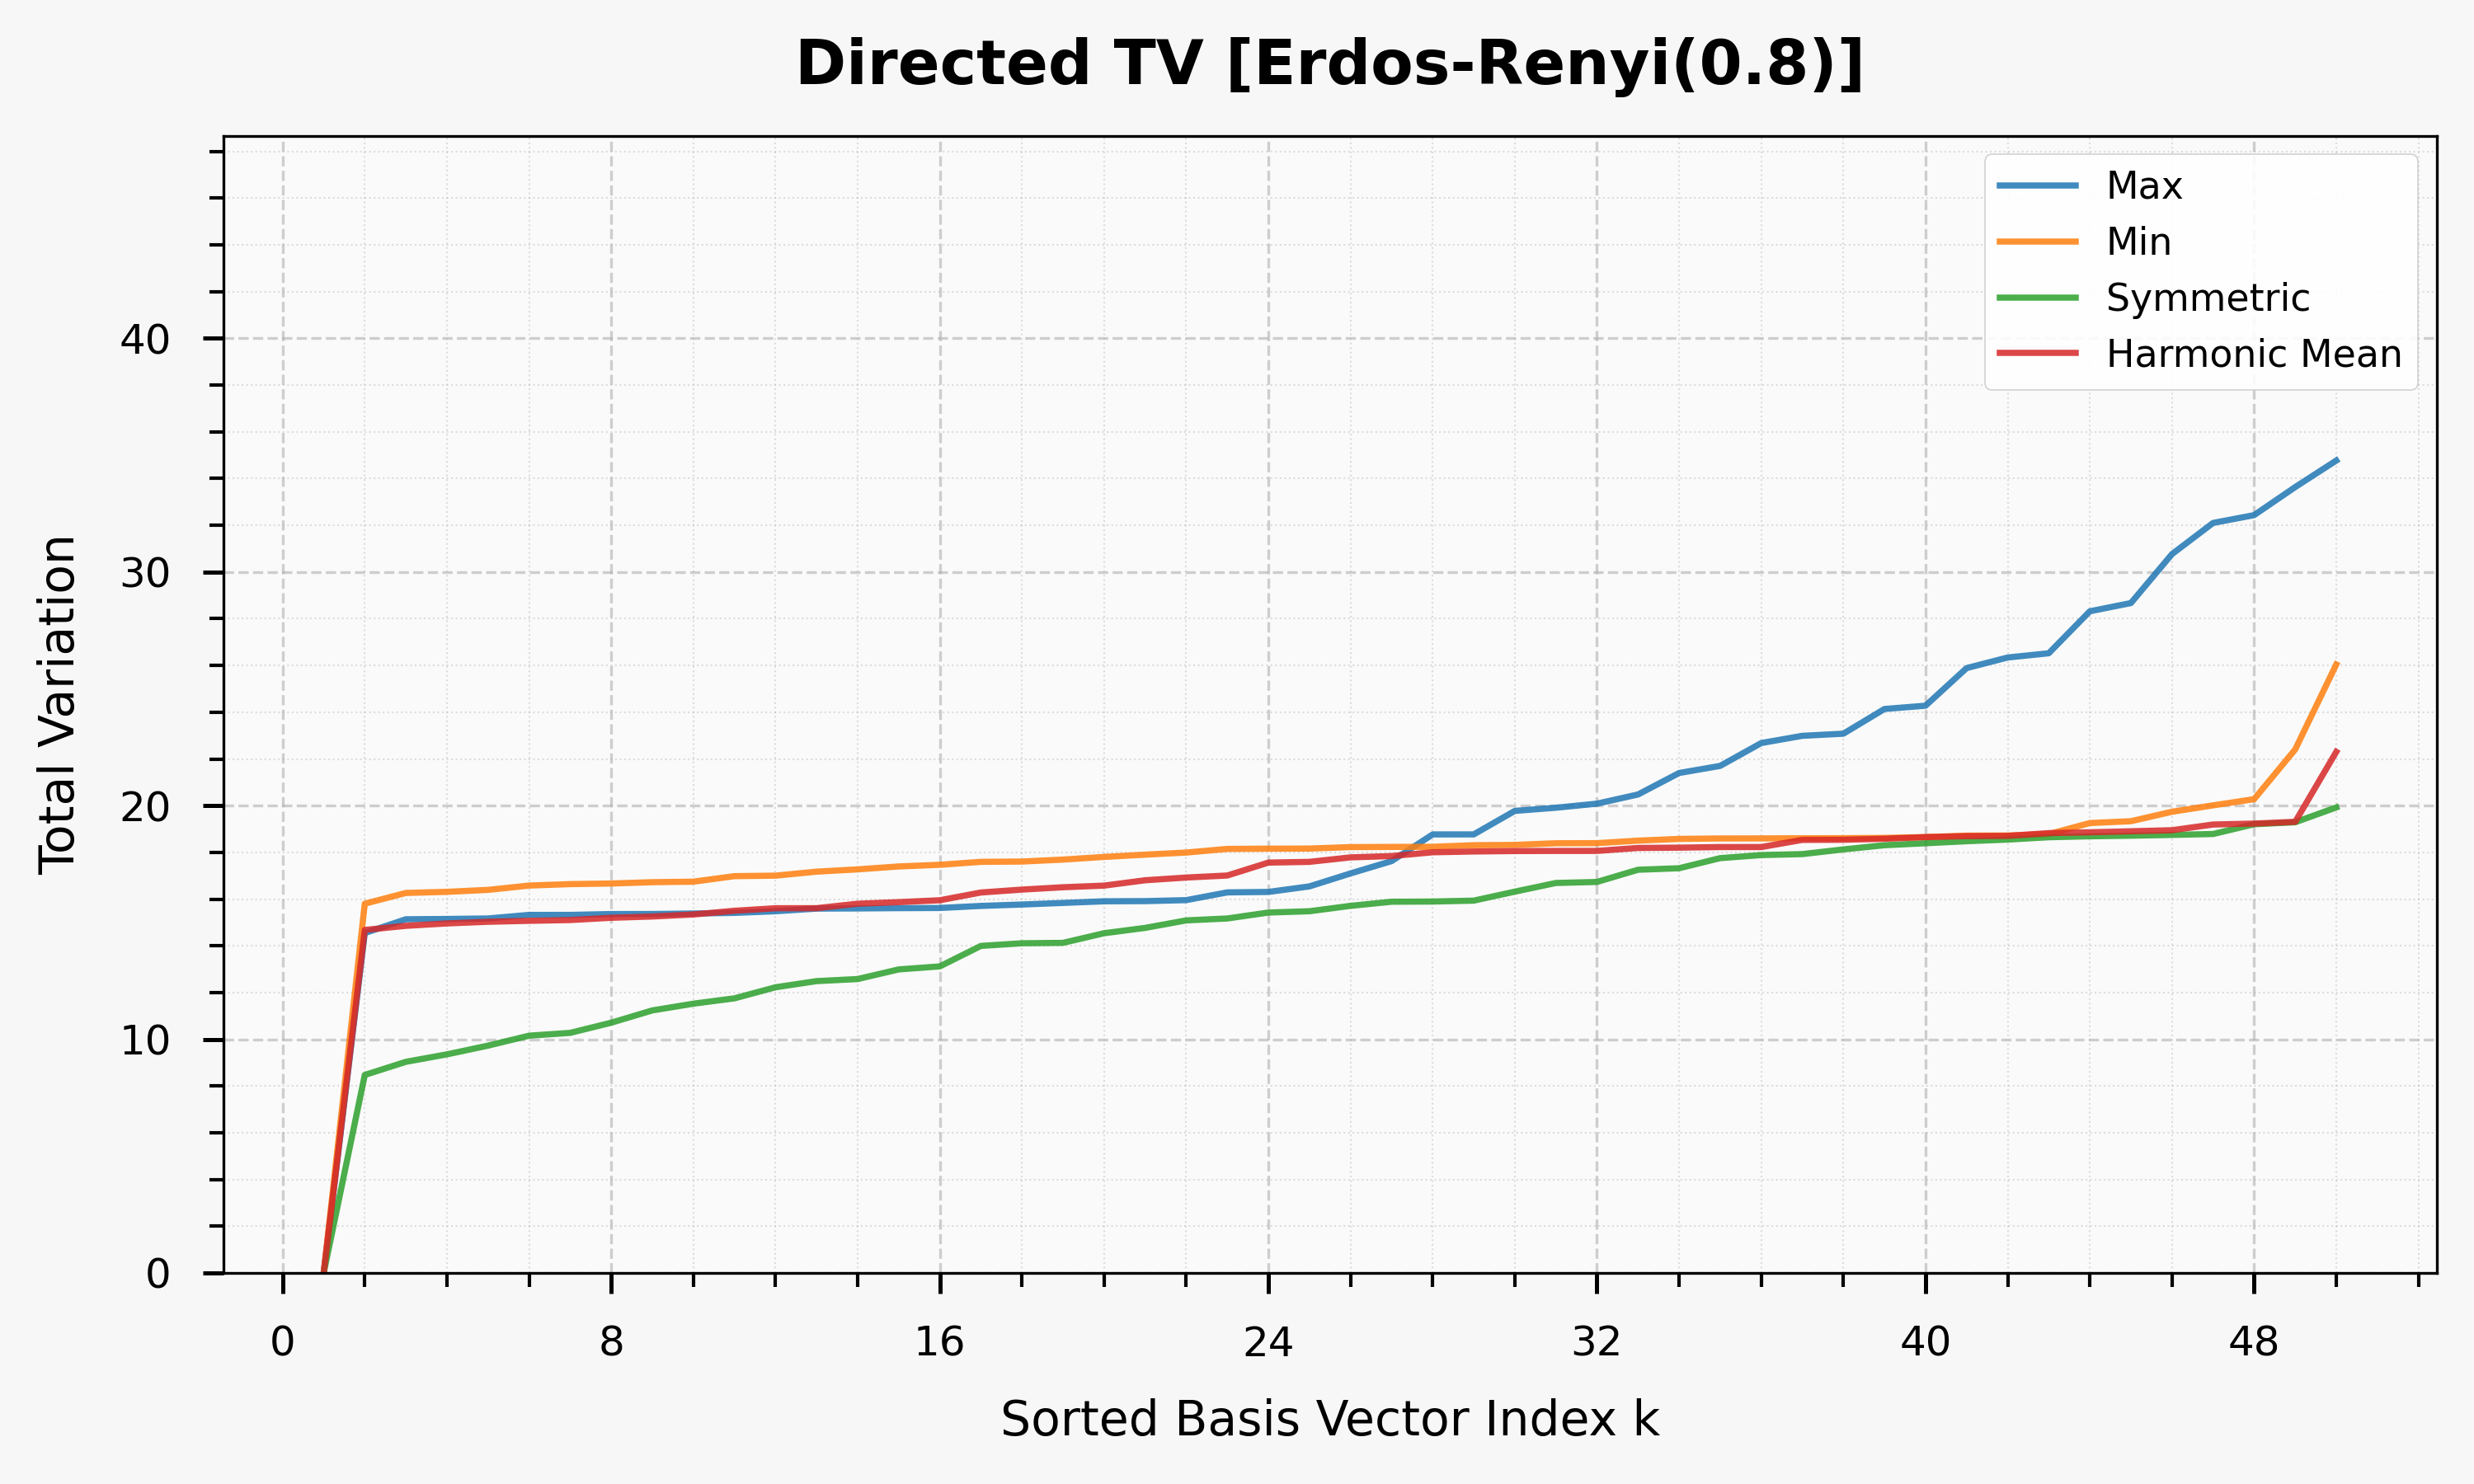 Directed TV [Erdos-Renyi(0.8)]
Max
Min
Symmetric
Harmonic Mean
Total Variation
40
30
20
10
0
0 8 16 24 32 40 48
Sorted Basis Vector Index k